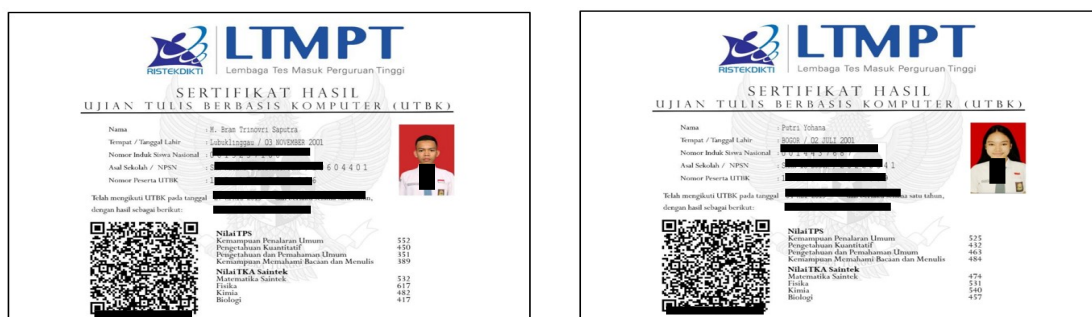 RISTEKDIKTI
LTMPT
Lembaga Tes Masuk Perguruan Tinggi
SERTIFIKAT HASIL
UJIAN TULIS BERBASIS KOMPUTER (UTBK)
Nama : M. Bram Trinovri Saputra
Tempat / Tanggal Lahir : Lubuklinggau / 03 NOVEMBER 2001
Nomor Induk Siswa Nasional :
Asal Sekolah / NPSN : 604401
Nomor Peserta UTBK :
Telah mengikuti UTBK pada tanggal
dengan hasil sebagai berikut:
Nilai TPS
Kemampuan Penalaran Umum 552
Pengetahuan Kuantitatif 450
Pengetahuan dan Pemahaman Umum 351
Kemampuan Memahami Bacaan dan Menulis 389
Nilai TKA Saintek
Matematika Saintek 532
Fisika 617
Kimia 482
Biologi 417
RISTEKDIKTI
LTMPT
Lembaga Tes Masuk Perguruan Tinggi
SERTIFIKAT HASIL
UJIAN TULIS BERBASIS KOMPUTER (UTBK)
Nama : Putri Yohana
Tempat / Tanggal Lahir : BOGOR / 02 JULI 2001
Nomor Induk Siswa Nasional :
Asal Sekolah / NPSN :
Nomor Peserta UTBK :
Telah mengikuti UTBK pada tanggal satu tahun,
dengan hasil sebagai berikut:
Nilai TPS
Kemampuan Penalaran Umum 525
Pengetahuan Kuantitatif 432
Pengetahuan dan Pemahaman Umum 463
Kemampuan Memahami Bacaan dan Menulis 484
Nilai TKA Saintek
Matematika Saintek 474
Fisika 531
Kimia 540
Biologi 457